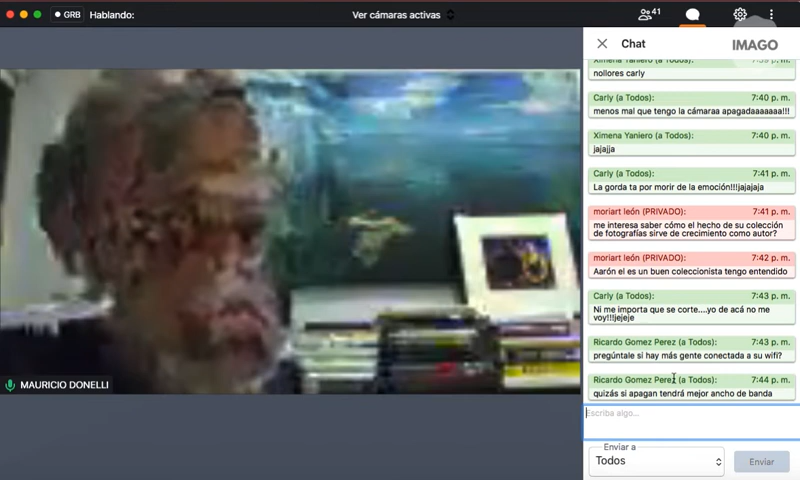 GRB Hablando: Ver cámaras activas 41
Chat
IMAGO
Ximena Yaniero (a Todos): 7:39 p. m.
nollores carly
Carly (a Todos): 7:40 p. m.
menos mal que tengo la cámaraa apagadaaaaaaa!!!
Ximena Yaniero (a Todos): 7:40 p. m.
jajajja
Carly (a Todos): 7:41 p. m.
La gorda ta por morir de la emoción!!!jajajaja
moriart león (PRIVADO): 7:41 p. m.
me interesa saber cómo el hecho de su colección
de fotografías sirve de crecimiento como autor?
moriart león (PRIVADO): 7:42 p. m.
Aarón el es un buen coleccionista tengo entendido
Carly (a Todos): 7:43 p. m.
Ni me importa que se corte....yo de acá no me
voy!!!jejeje
Ricardo Gomez Perez (a Todos): 7:43 p. m.
pregúntale si hay más gente conectada a su wifi?
Ricardo Gomez Perez (a Todos): 7:44 p. m.
quizás si apagan tendrá mejor ancho de banda
MAURICIO DONELLI
Escriba algo...
Enviar a
Todos
Enviar